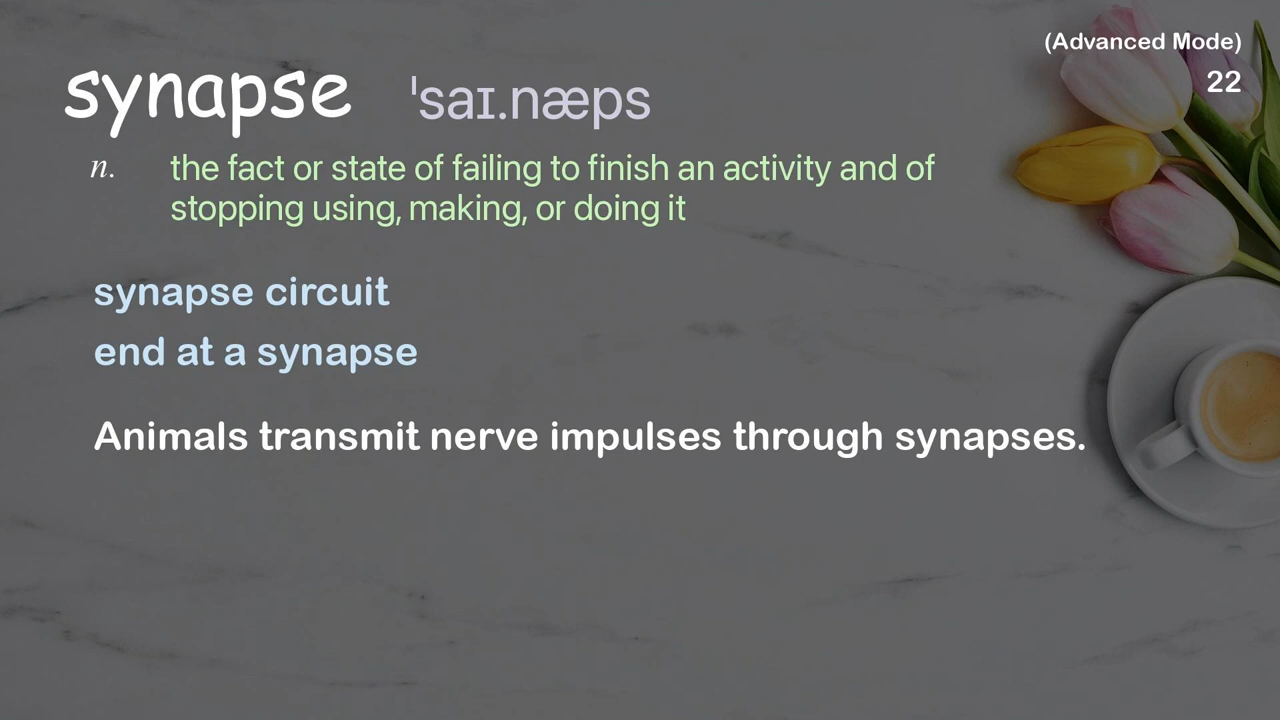 (Advanced Mode)
22
synapse ˈsaɪ.næps
n. the fact or state of failing to finish an activity and of
stopping using, making, or doing it
synapse circuit
end at a synapse
Animals transmit nerve impulses through synapses.